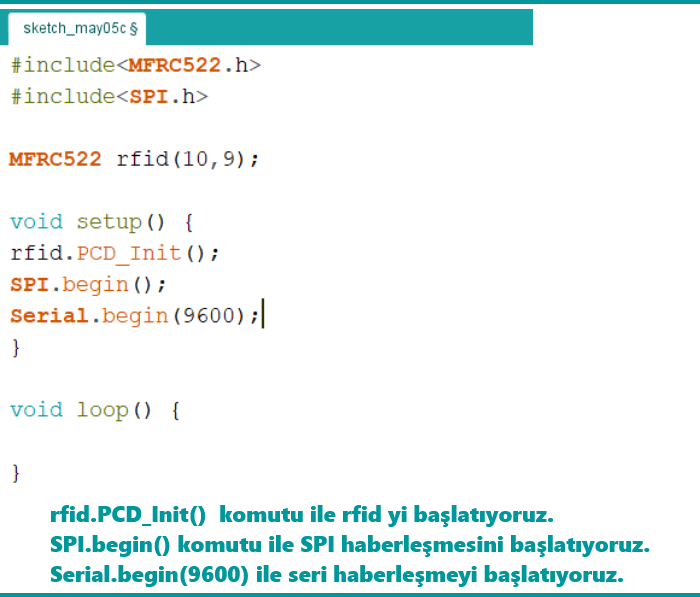 sketch_may05c §
#include<MFRC522.h>
#include<SPI.h>
MFRC522 rfid(10,9);
void setup() {
rfid.PCD_Init();
SPI.begin();
Serial.begin(9600);
}
void loop() {
}
rfid.PCD_Init()  komutu ile rfid yi başlatıyoruz.
SPI.begin() komutu ile SPI haberleşmesini başlatıyoruz.
Serial.begin(9600) ile seri haberleşmeyi başlatıyoruz.